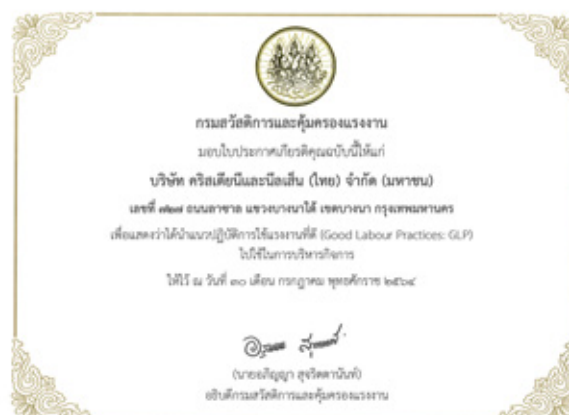 กรมสวัสดิการและคุ้มครองแรงงาน
มอบใบประกาศเกียรติคุณฉบับนี้ให้แก่
บริษัท คริสเตียนีและนีลเส็น (ไทย) จำกัด (มหาชน)
เลขที่ ๗๒๗ ถนนลาซาล แขวงบางนาใต้ เขตบางนา กรุงเทพมหานคร
เพื่อแสดงว่าได้นำแนวปฏิบัติการใช้แรงงานที่ดี (Good Labour Practices: GLP)
ไปใช้ในการบริหารกิจการ
ให้ไว้ ณ วันที่ ๓๐ เดือน กรกฎาคม พุทธศักราช ๒๕๖๔
(นายอภิญญา สุจริตตานันท์)
อธิบดีกรมสวัสดิการและคุ้มครองแรงงาน